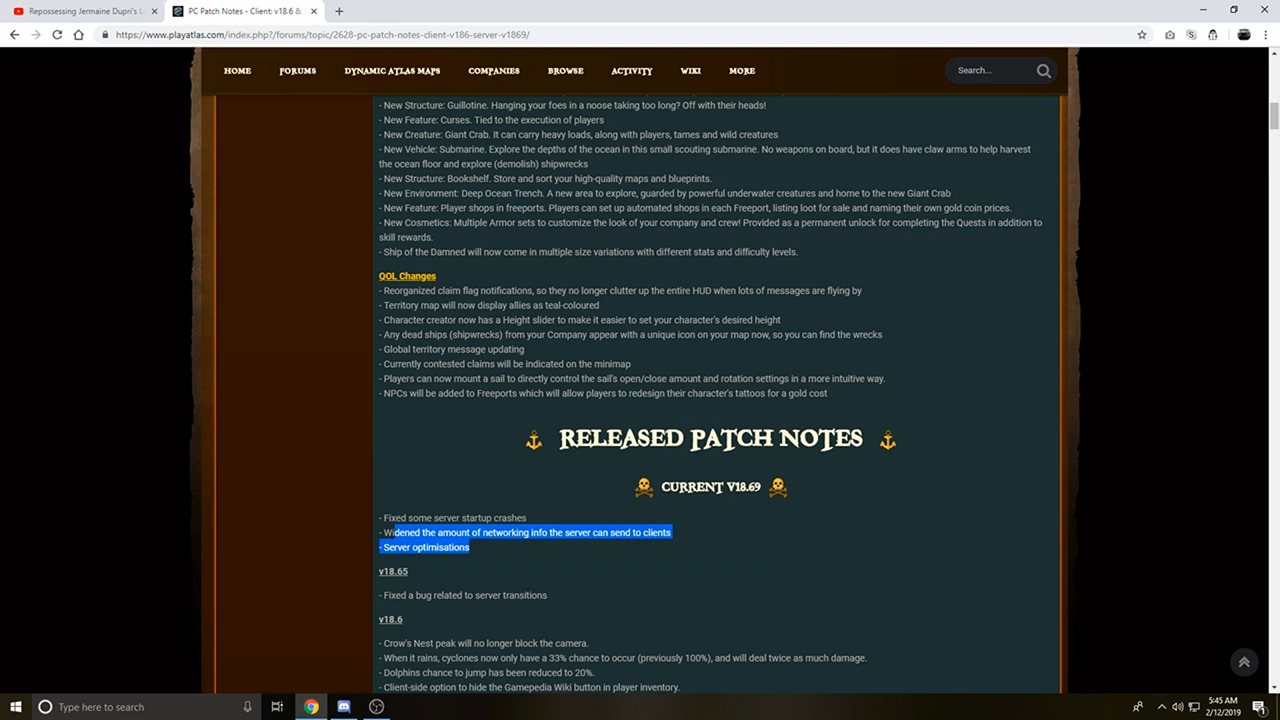 Repossessing Jermaine Dupri's L
PC Patch Notes - Client: v18.6 &
https://www.playatlas.com/index.php?/forums/topic/2628-pc-patch-notes-client-v186-server-v1869/
HOME FORUMS DYNAMIC ATLAS MAPS COMPANIES BROWSE ACTIVITY WIKI MORE Search...
- New Structure: Guillotine. Hanging your foes in a noose taking too long? Off with their heads!
- New Feature: Curses. Tied to the execution of players
- New Creature: Giant Crab. It can carry heavy loads, along with players, tames and wild creatures
- New Vehicle: Submarine. Explore the depths of the ocean in this small scouting submarine. No weapons on board, but it does have claw arms to help harvest
the ocean floor and explore (demolish) shipwrecks
- New Structure: Bookshelf. Store and sort your high-quality maps and blueprints.
- New Environment: Deep Ocean Trench. A new area to explore, guarded by powerful underwater creatures and home to the new Giant Crab
- New Feature: Player shops in freeports. Players can set up automated shops in each Freeport, listing loot for sale and naming their own gold coin prices.
- New Cosmetics: Multiple Armor sets to customize the look of your company and crew! Provided as a permanent unlock for completing the Quests in addition to
skill rewards.
- Ship of the Damned will now come in multiple size variations with different stats and difficulty levels.
QOL Changes
- Reorganized claim flag notifications, so they no longer clutter up the entire HUD when lots of messages are flying by
- Territory map will now display allies as teal-coloured
- Character creator now has a Height slider to make it easier to set your character's desired height
- Any dead ships (shipwrecks) from your Company appear with a unique icon on your map now, so you can find the wrecks
- Global territory message updating
- Currently contested claims will be indicated on the minimap
- Players can now mount a sail to directly control the sail's open/close amount and rotation settings in a more intuitive way.
- NPCs will be added to Freeports which will allow players to redesign their character's tattoos for a gold cost
RELEASED PATCH NOTES
CURRENT V18.69
- Fixed some server startup crashes
- Widened the amount of networking info the server can send to clients
- Server optimisations
v18.65
- Fixed a bug related to server transitions
v18.6
- Crow's Nest peak will no longer block the camera.
- When it rains, cyclones now only have a 33% chance to occur (previously 100%), and will deal twice as much damage.
- Dolphins chance to jump has been reduced to 20%.
- Client-side option to hide the Gamepedia Wiki button in player inventory.
Type here to search
5:45 AM
2/12/2019